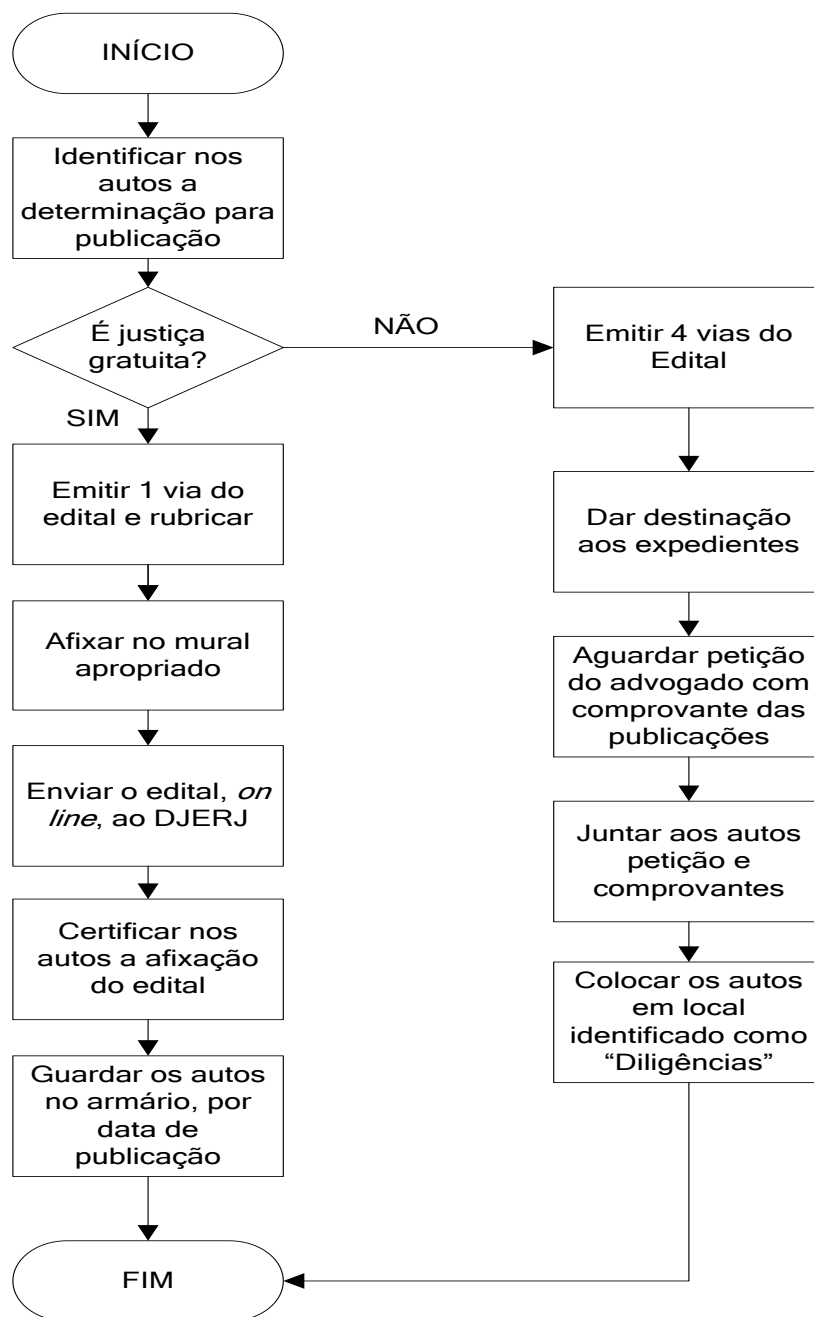 INÍCIO
Identificar nos
autos a
determinação para
publicação
É justiça
gratuita?
NÃO
SIM
Emitir 1 via do
edital e rubricar
Afixar no mural
apropriado
Enviar o edital, on
line, ao DJERJ
Certificar nos
autos a afixação
do edital
Guardar os autos
no armário, por
data de
publicação
FIM
Emitir 4 vias do
Edital
Dar destinação
aos expedientes
Aguardar petição
do advogado com
comprovante das
publicações
Juntar aos autos
petição e
comprovantes
Colocar os autos
em local
identificado como
“Diligências”